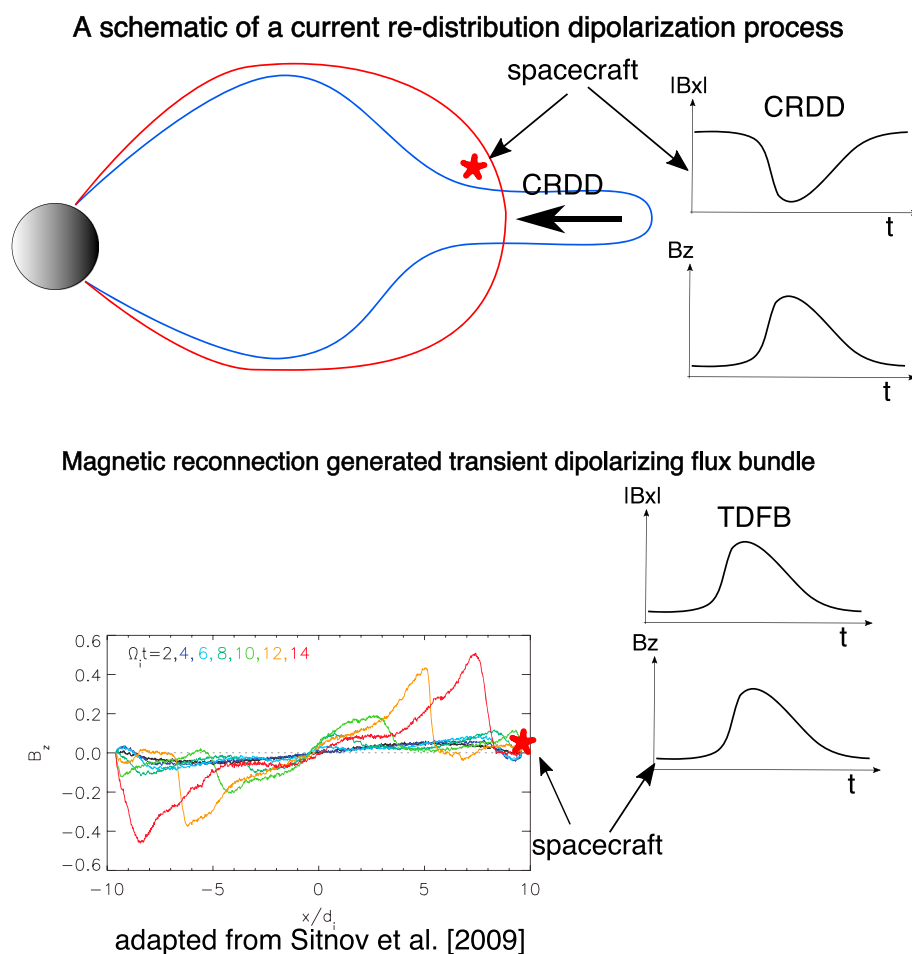 A schematic of a current re-distribution dipolarization process
spacecraft
CRDD
|Bx|
CRDD
t
Bz
t
Magnetic reconnection generated transient dipolarizing flux bundle
|Bx|
TDFB
t
Bz
t
spacecraft
Ωit=2,4,6,8,10,12,14
0.6
0.4
0.2
0.0
−0.2
−0.4
−0.6
Bz
−10 −5 0 5 10
x/di
adapted from Sitnov et al. [2009]